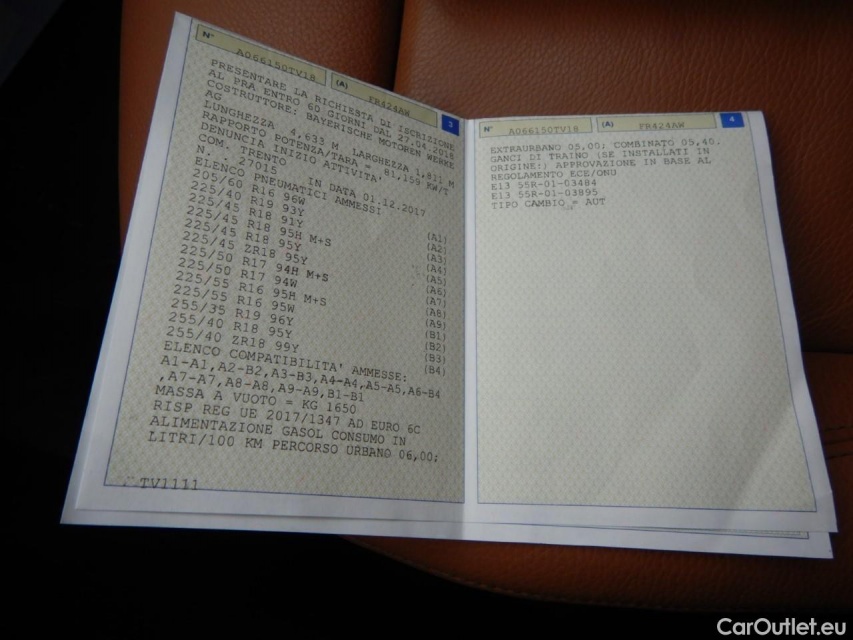 N° A066150TV18 (A) FR424AW 3
PRESENTARE LA RICHIESTA DI ISCRIZIONE
AL PRA ENTRO 60 GIORNI DAL 27.04.2018
COSTRUTTORE: BAYERISCHE MOTOREN WERKE
AG
LUNGHEZZA 4,633 M LARGHEZZA 1,811 M
RAPPORTO POTENZA/TARA = 81,159 KW/T
DENUNCIA INIZIO ATTIVITA'
COM. TRENTO IN DATA 01.12.2017
N. : 27015
ELENCO PNEUMATICI AMMESSI
205/60 R16 96W (A1)
225/40 R19 93Y (A2)
225/45 R18 91Y (A3)
225/45 R18 95H M+S (A4)
225/45 R18 95Y (A5)
225/45 ZR18 95Y (A6)
225/50 R17 94H M+S (A7)
225/50 R17 94W (A8)
225/55 R16 95H M+S (A9)
225/55 R16 95W (B1)
255/35 R19 96Y (B2)
255/40 R18 95Y (B3)
255/40 ZR18 99Y (B4)
ELENCO COMPATIBILITA' AMMESSE:
A1-A1,A2-B2,A3-B3,A4-A4,A5-A5,A6-B4
,A7-A7,A8-A8,A9-A9,B1-B1
MASSA A VUOTO = KG 1650
RISP REG UE 2017/1347 AD EURO 6C
ALIMENTAZIONE GASOL CONSUMO IN
LITRI/100 KM PERCORSO URBANO 06,00;
TV1111
N° A066150TV18 (A) FR424AW 4
EXTRAURBANO 05,00; COMBINATO 05,40.
GANCI DI TRAINO (SE INSTALLATI IN
ORIGINE:) APPROVAZIONE IN BASE AL
REGOLAMENTO ECE/ONU
E13 55R-01-03484
E13 55R-01-03895
TIPO CAMBIO = AUT
CarOutlet.eu